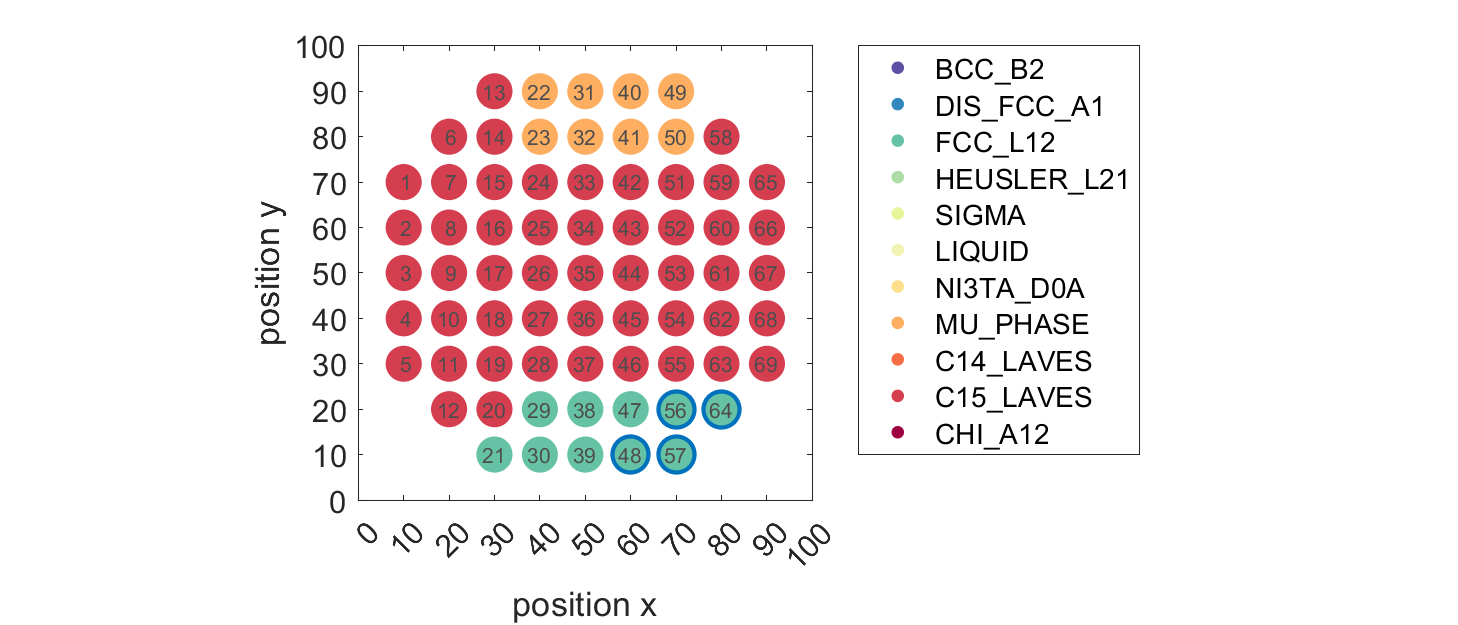 100
90
80
70
60
50
40
30
20
10
0
position y
13 22 31 40 49
6 14 23 32 41 50 58
1 7 15 24 33 42 51 59 65
2 8 16 25 34 43 52 60 66
3 9 17 26 35 44 53 61 67
4 10 18 27 36 45 54 62 68
5 11 19 28 37 46 55 63 69
12 20 29 38 47 56 64
21 30 39 48 57
0 10 20 30 40 50 60 70 80 90 100
position x
BCC_B2
DIS_FCC_A1
FCC_L12
HEUSLER_L21
SIGMA
LIQUID
NI3TA_D0A
MU_PHASE
C14_LAVES
C15_LAVES
CHI_A12